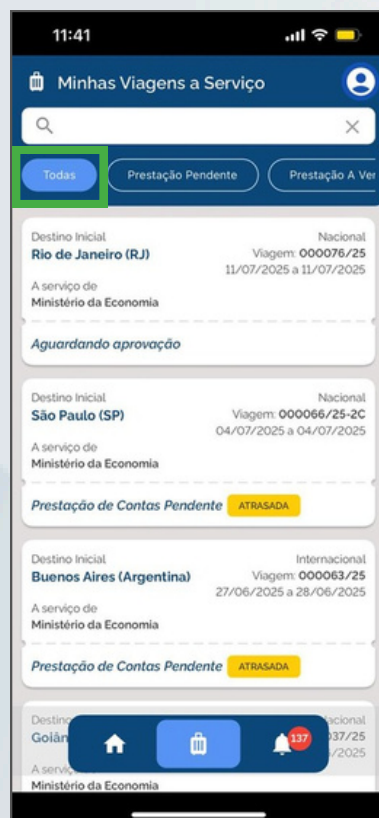 11:41
Minhas Viagens a Serviço
Todas Prestação Pendente Prestação A Ver
Destino Inicial Nacional
Rio de Janeiro (RJ) Viagem: 000076/25
11/07/2025 a 11/07/2025
A serviço de
Ministério da Economia
Aguardando aprovação
Destino Inicial Nacional
São Paulo (SP) Viagem: 000066/25-2C
04/07/2025 a 04/07/2025
A serviço de
Ministério da Economia
Prestação de Contas Pendente ATRASADA
Destino Inicial Internacional
Buenos Aires (Argentina) Viagem: 000063/25
27/06/2025 a 28/06/2025
A serviço de
Ministério da Economia
Prestação de Contas Pendente ATRASADA
137
Ministério da Economia